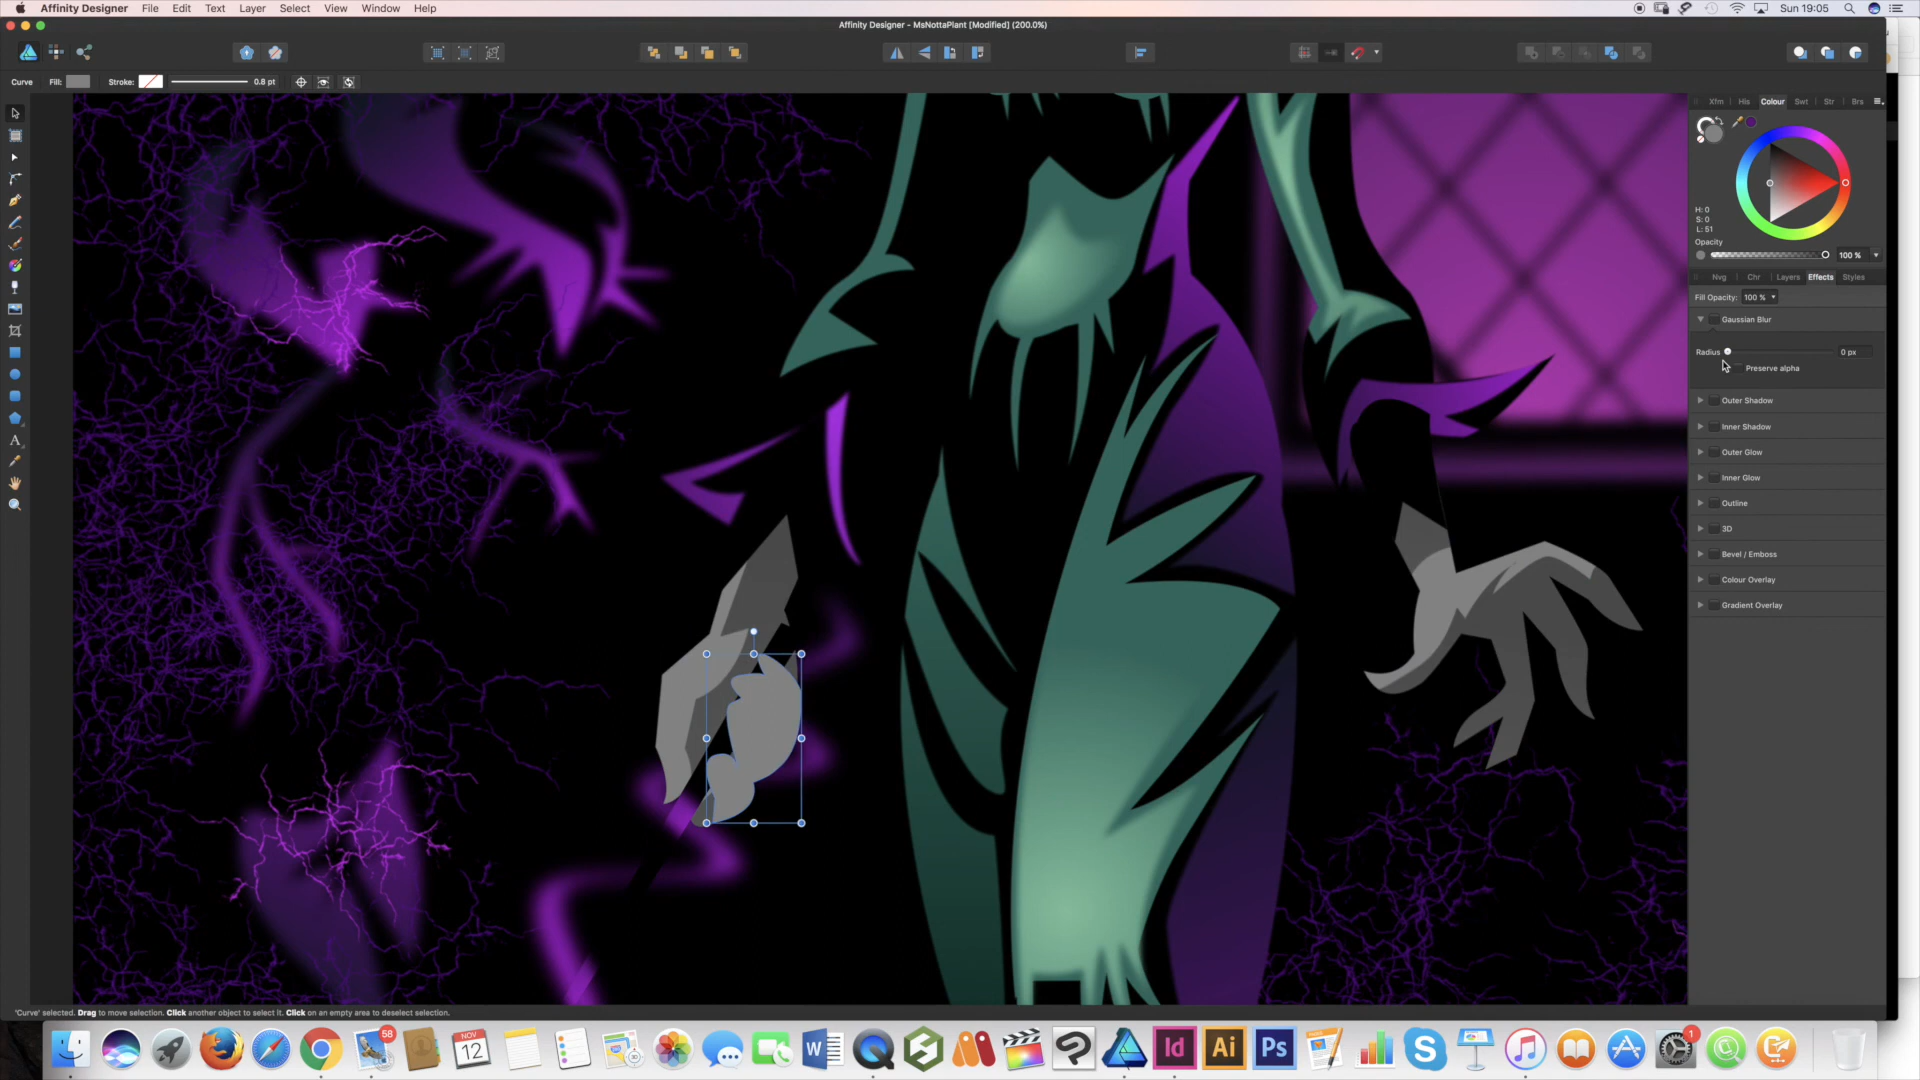 Affinity Designer File Edit Text Layer Select View Window Help Sun 19:05
Affinity Designer - MsNottaPlant [Modified] (200.0%)
Curve Fill: Stroke: 0.8 pt
Xfm His Colour Swt Str Brs
H: 0
S: 0
L: 51
Opacity
100 %
Nvg Chr Layers Effects Styles
Fill Opacity: 100 %
Gaussian Blur
Radius 0 px
Preserve alpha
Outer Shadow
Inner Shadow
Outer Glow
Inner Glow
Outline
3D
Bevel / Emboss
Colour Overlay
Gradient Overlay
A
'Curve' selected. Drag to move selection. Click another object to select it. Click on an empty area to deselect selection.
58
NOV
12
W
Id
Ai
Ps
S
1